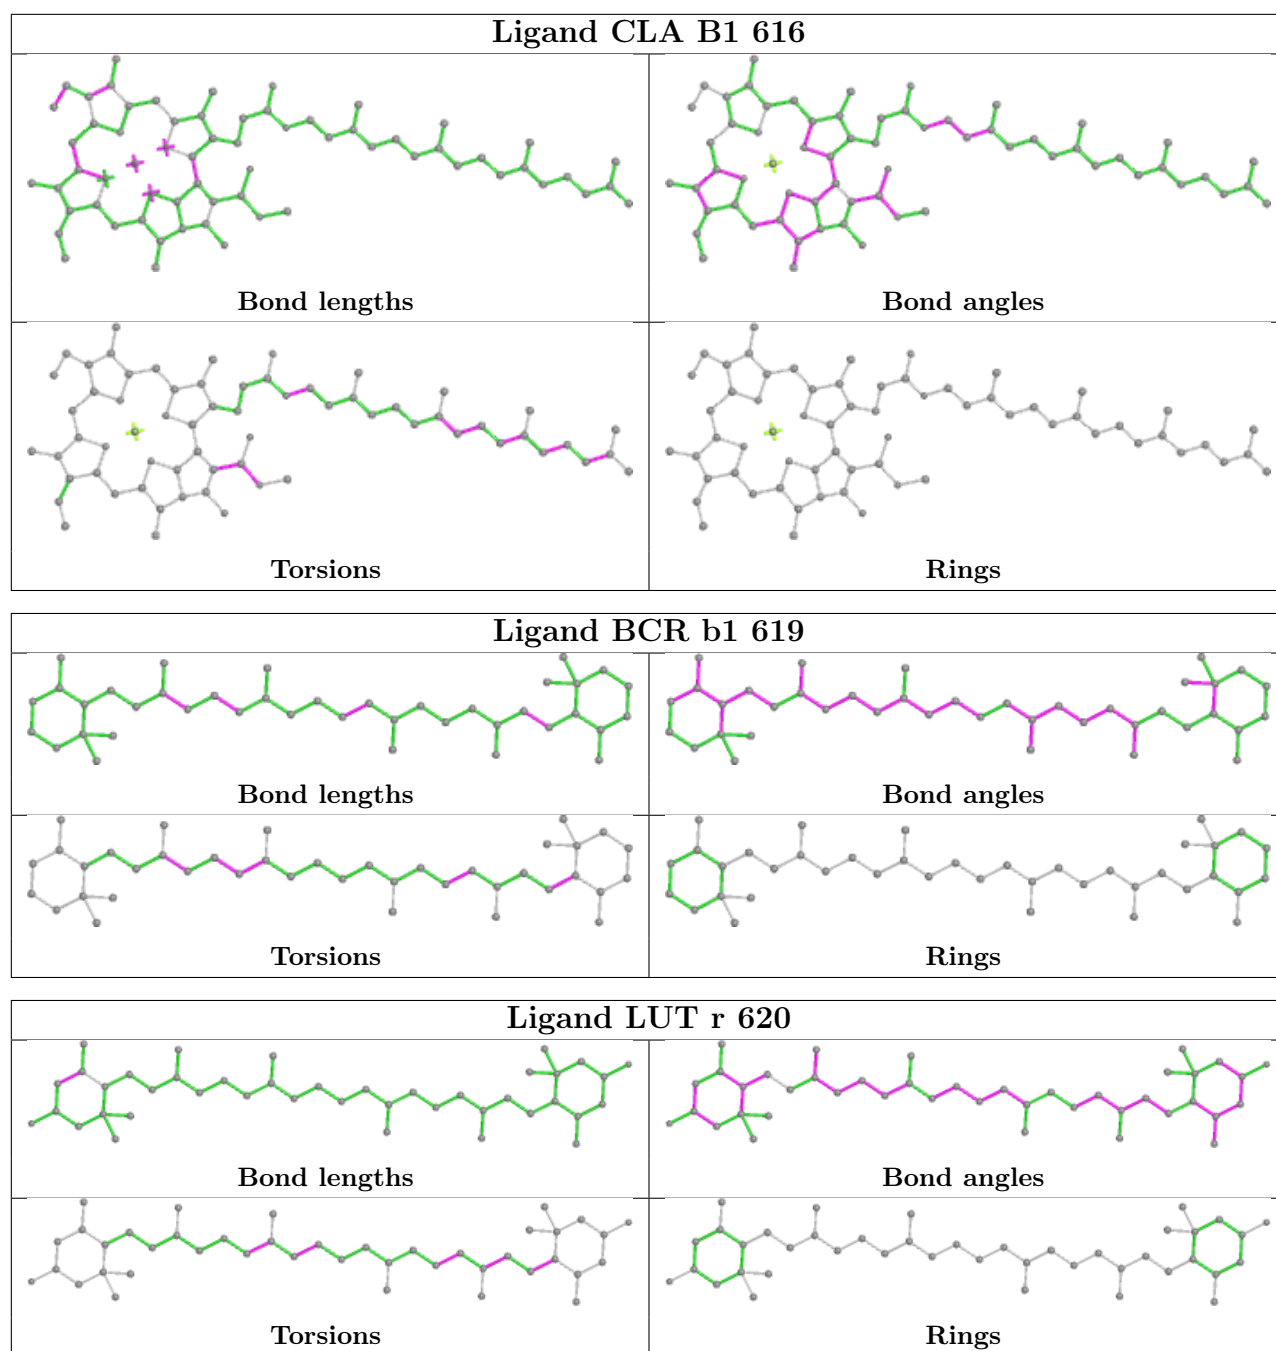 Ligand CLA B1 616
Bond lengths
Bond angles
Torsions
Rings
Ligand BCR b1 619
Bond lengths
Bond angles
Torsions
Rings
Ligand LUT r 620
Bond lengths
Bond angles
Torsions
Rings